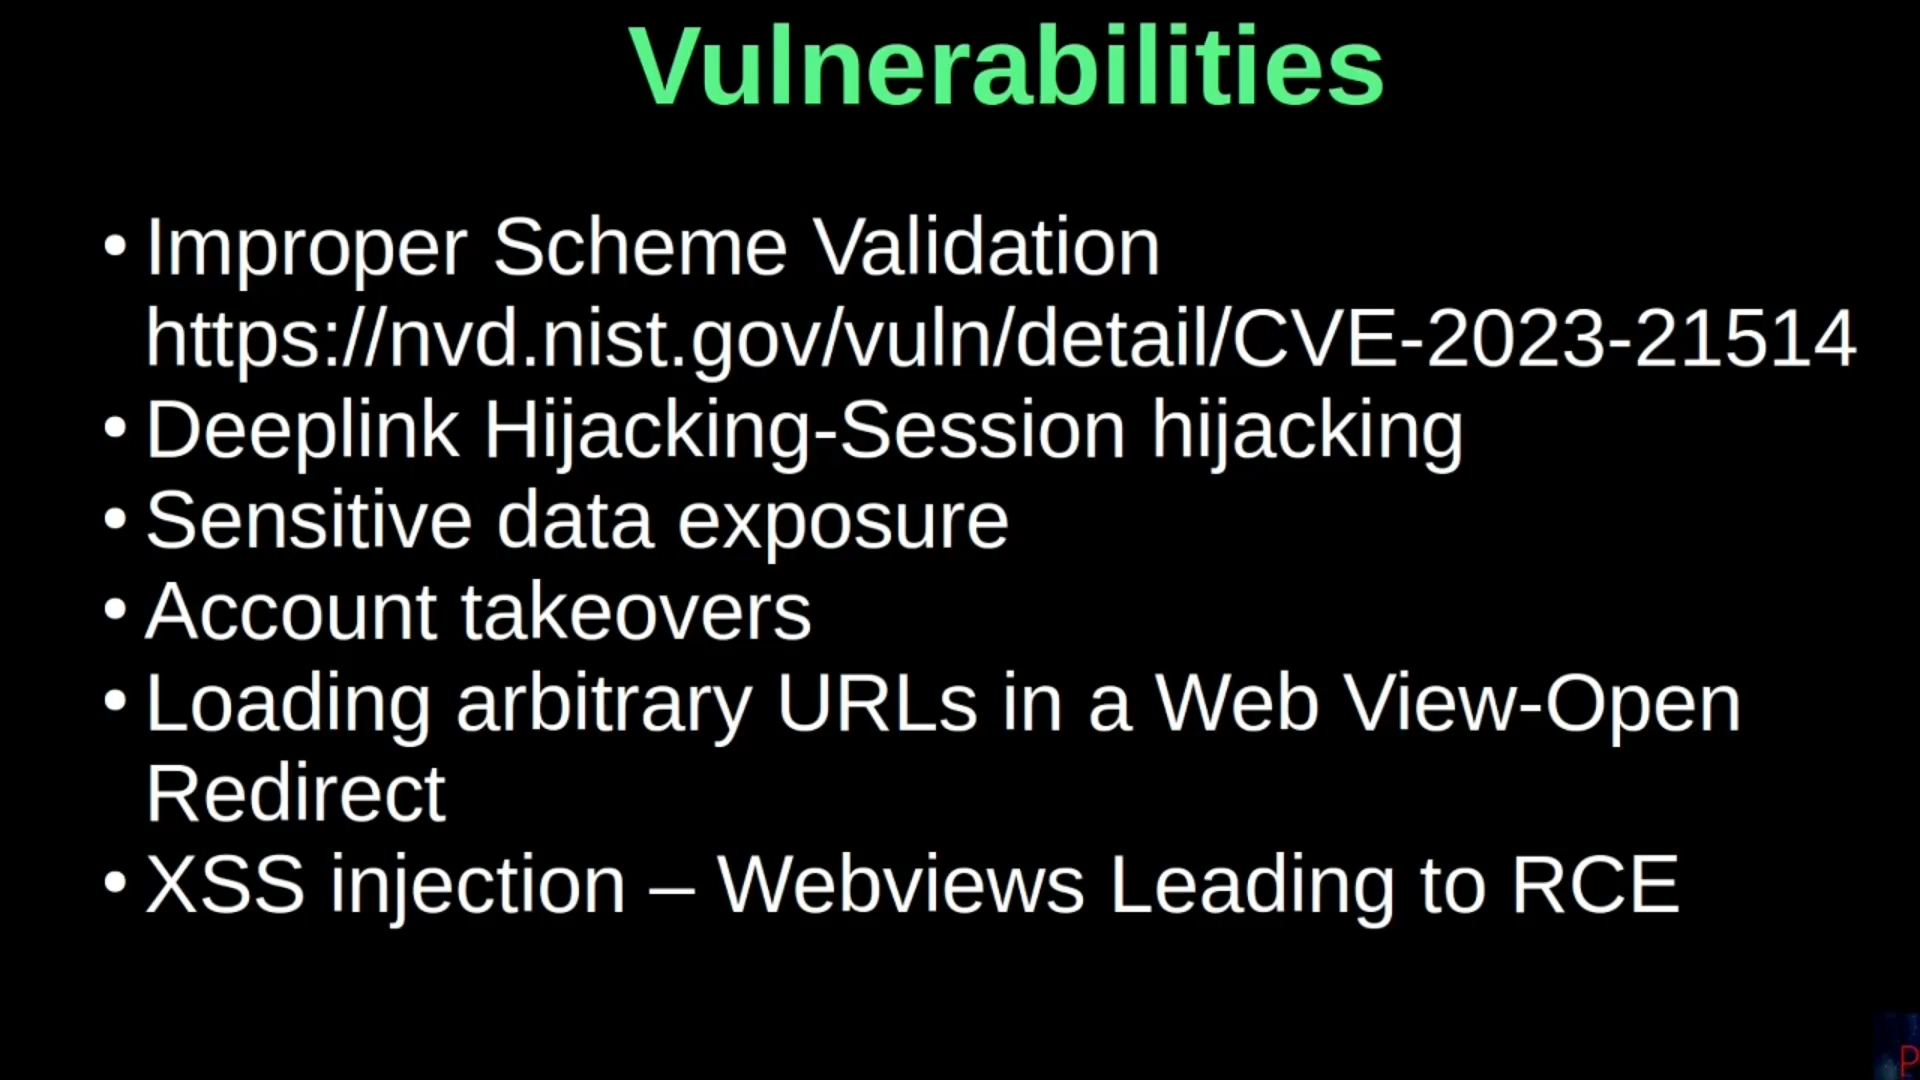 Vulnerabilities
• Improper Scheme Validation
https://nvd.nist.gov/vuln/detail/CVE-2023-21514
• Deeplink Hijacking-Session hijacking
• Sensitive data exposure
• Account takeovers
• Loading arbitrary URLs in a Web View-Open
Redirect
• XSS injection – Webviews Leading to RCE
P